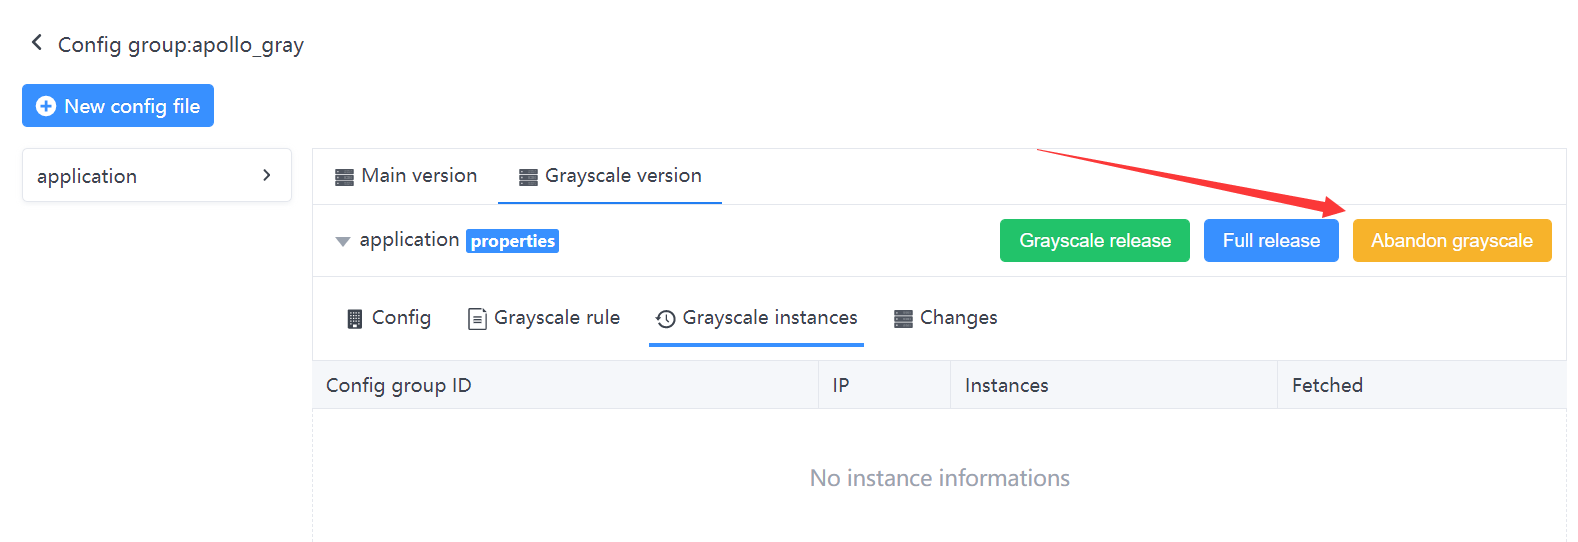 Config group:apollo_gray
New config file
application
Main version Grayscale version
application properties Grayscale release Full release Abandon grayscale
Config Grayscale rule Grayscale instances Changes
Config group ID IP Instances Fetched
No instance informations